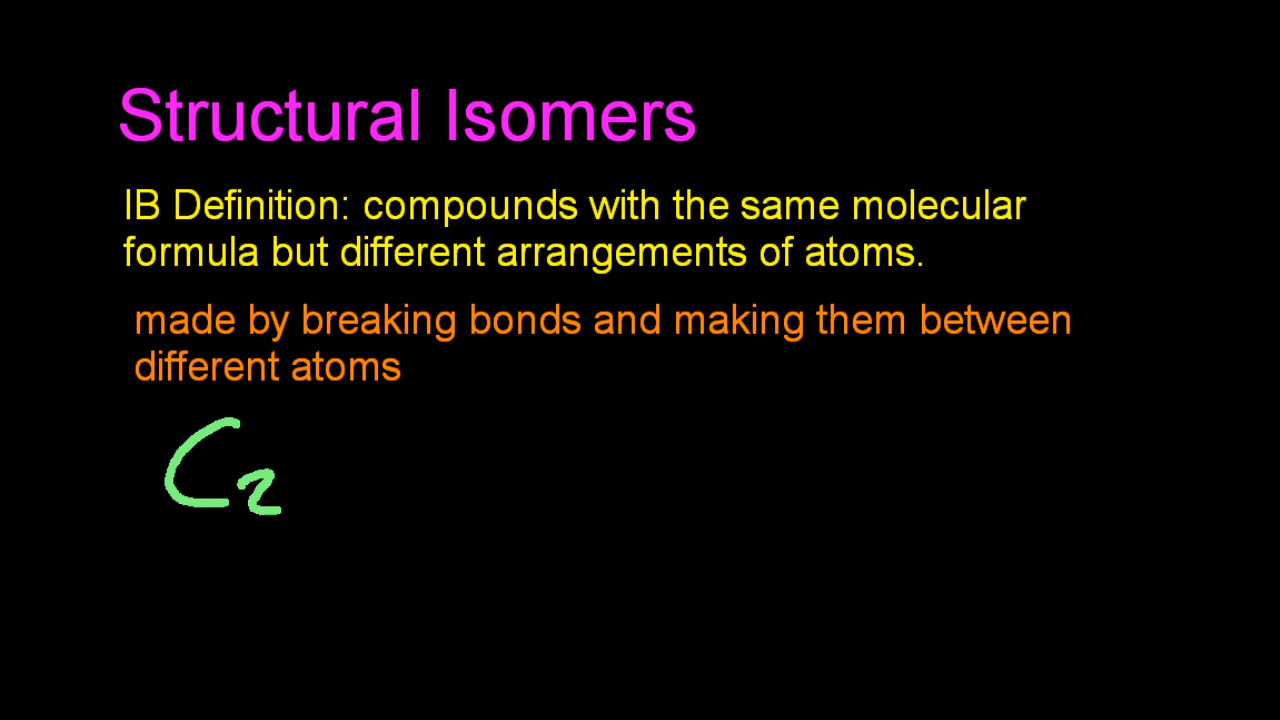 Structural Isomers
IB Definition: compounds with the same molecular
formula but different arrangements of atoms.
made by breaking bonds and making them between
different atoms
C₂